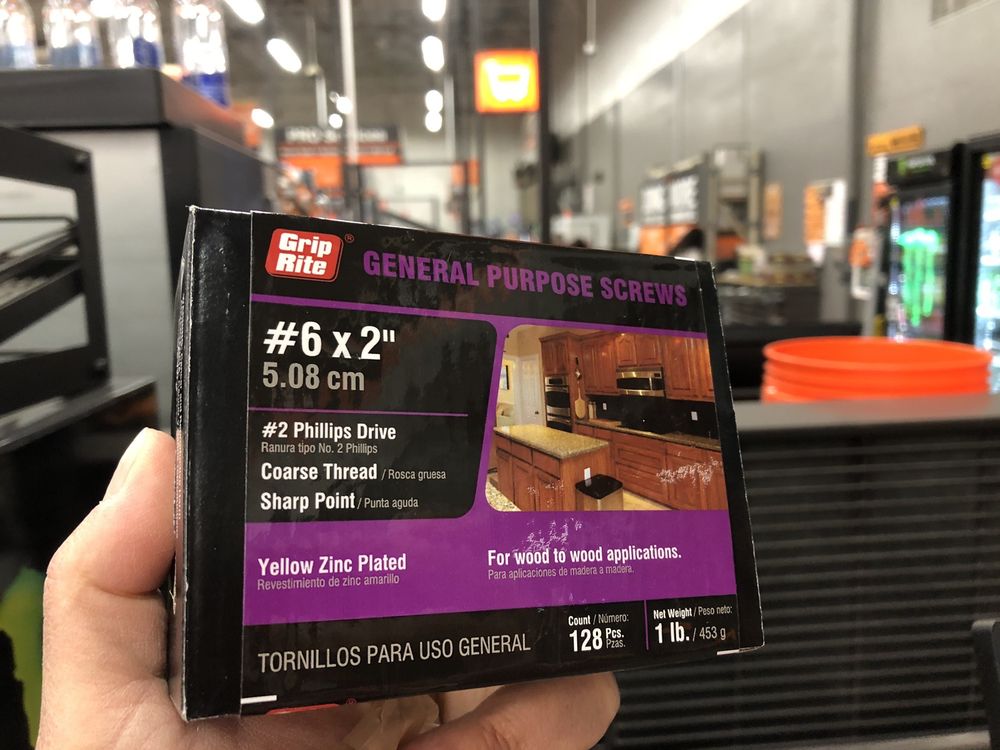 Grip
Rite®
GENERAL PURPOSE SCREWS
#6 x 2"
5.08 cm
#2 Phillips Drive
Ranura tipo No. 2 Phillips
Coarse Thread / Rosca gruesa
Sharp Point / Punta aguda
Yellow Zinc Plated
Revestimiento de zinc amarillo
For wood to wood applications.
Para aplicaciones de madera a madera.
TORNILLOS PARA USO GENERAL
Count / Número:
128 Pcs.
Pzas.
Net Weight / Peso neto:
1 lb. / 453 g